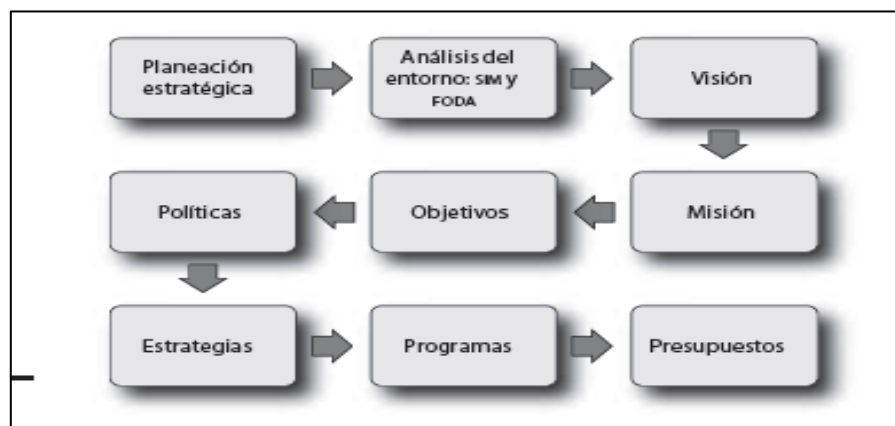 Planeación
estratégica
Análisis del
entorno: SIM y
FODA
Visión
Misión
Objetivos
Políticas
Estrategias
Programas
Presupuestos